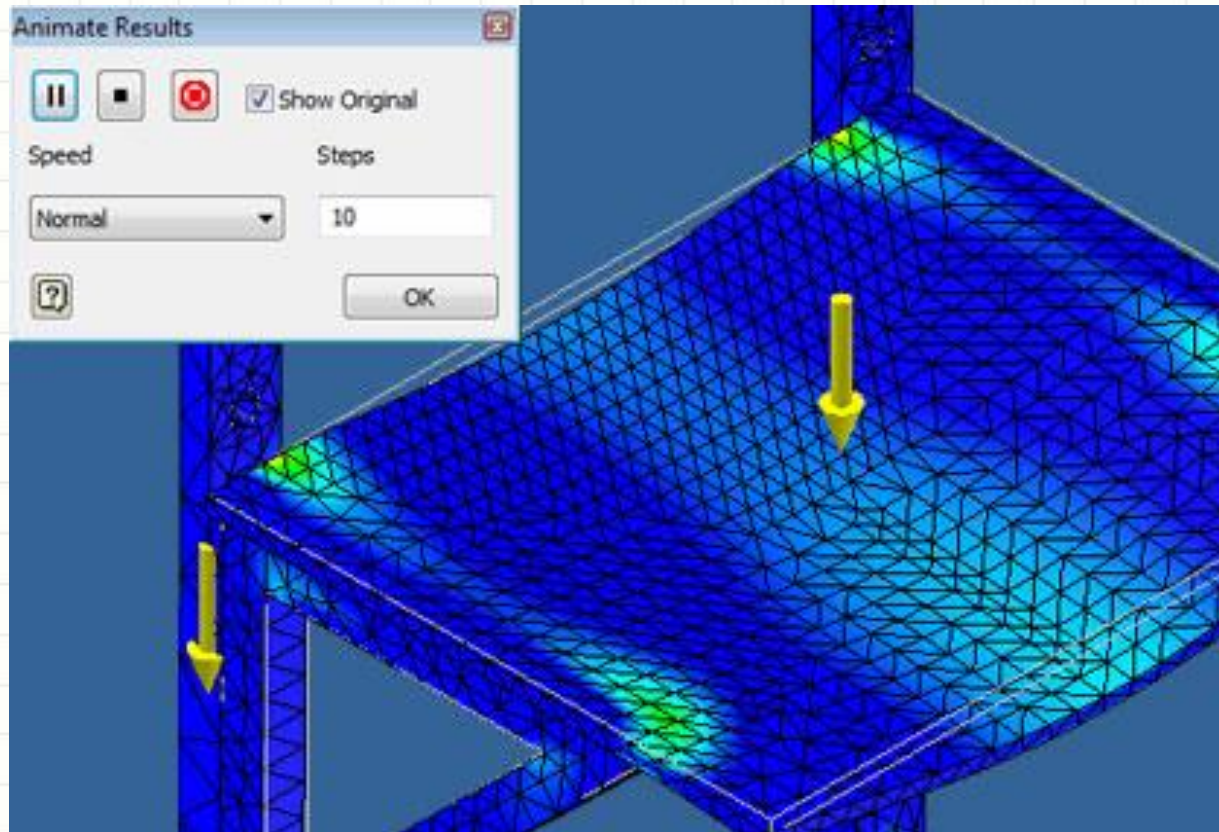 Animate Results
Show Original
Speed
Steps
Normal
10
OK